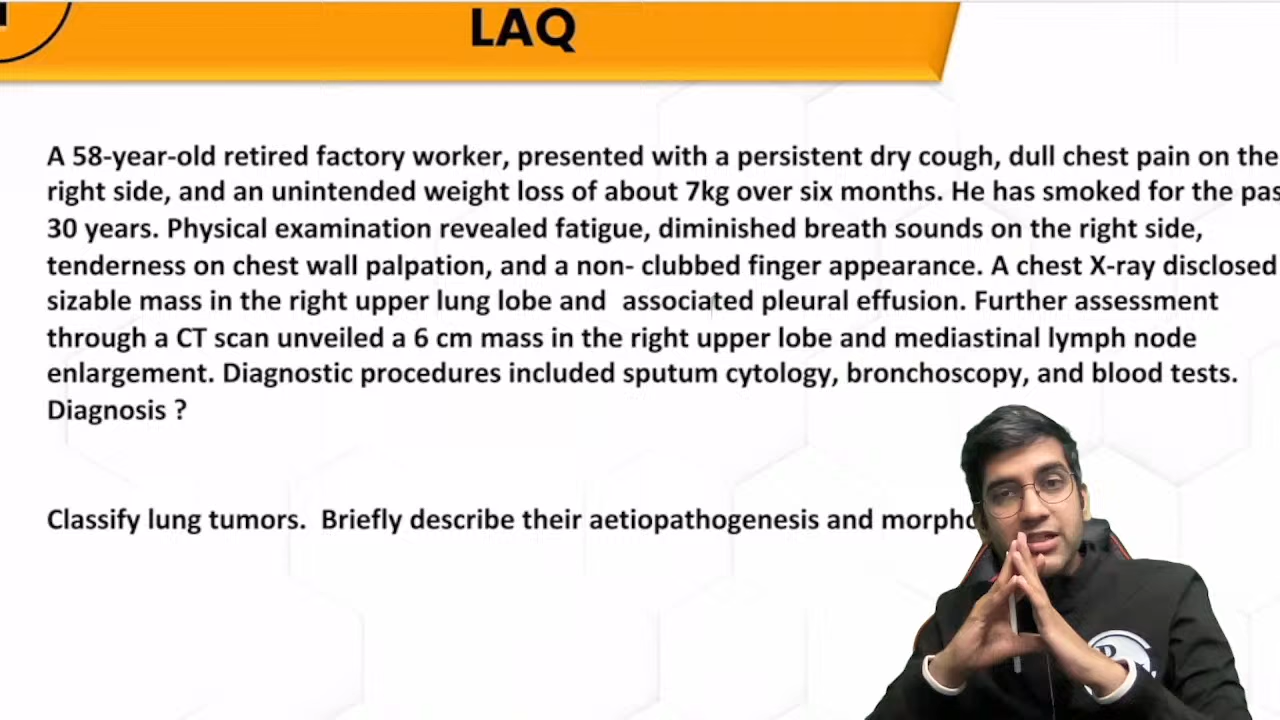 LAQ
A 58-year-old retired factory worker, presented with a persistent dry cough, dull chest pain on the
right side, and an unintended weight loss of about 7kg over six months. He has smoked for the
30 years. Physical examination revealed fatigue, diminished breath sounds on the right side,
tenderness on chest wall palpation, and a non- clubbed finger appearance. A chest X-ray disclosed
sizable mass in the right upper lung lobe and associated pleural effusion. Further assessment
through a CT scan unveiled a 6 cm mass in the right upper lobe and mediastinal lymph node
enlargement. Diagnostic procedures included sputum cytology, bronchoscopy, and blood tests.
Diagnosis ?
Classify lung tumors. Briefly describe their aetiopathogenesis and